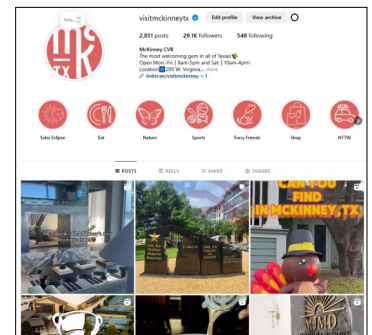 Note...
visitmckinneytx
Edit profile
View archive
McK
TX
2,851 posts
29.1K followers
548 following
McKinney CVB
The most welcoming gem in all of Texas!
Open Mon.-Fri. | 8am-5pm and Sat. | 10am-4pm!
Location 200 W. Virginia... more
linktr.ee/visitmckinney + 1
Solar Eclipse
Eat
Nature
Sports
Furry Friends
Shop
NTTW
POSTS
REELS
SAVED
TAGGED
CAN YOU
FIND
IN MCKINNEY, TX